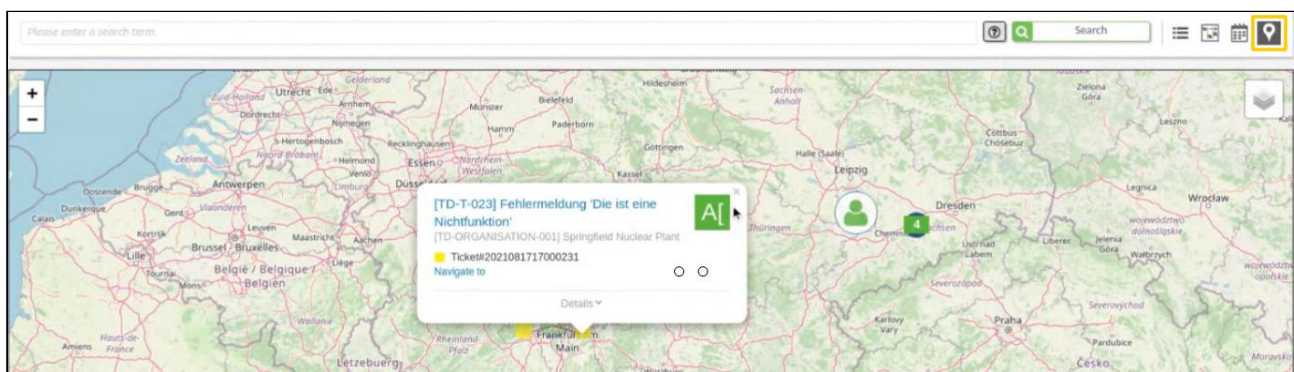 Please enter a search term.
Search
+
−
Gelderland
Utrecht Ede
Zuid-Holland
Arnhem
Dordrecht
Nijmegen
's-Hertogenbosch
Zeeland
Noord-Brabant
Helmond
Venlo
Limburg
Münster
Bielefeld
Hamm
Paderborn
Recklinghausen
Essen
Nordrhein-
Westfalen
Hildesheim
Göttingen
Kassel
Sachsen-
Anhalt
Halle (Saale)
Leipzig
Thüringen
Cottbus -
Chóśebuz
Zielona
Góra
Leszno
Legnica
Wrocław
województwo
dolnośląskie
Dresden
Oostende
Brugge
Antwerpen
Dunkerque
Gent
Vlaanderen
Calais
Kortrijk
Leuven
Maastricht
Aachen
Lille
Brussel - Bruxelles
Liège
Tournai
Mons
België / Belgique /
Belgien
Wallonie
Hauts-de-
France
Amiens
Letzebuerg
Rheinland-
Pfalz
Main
[TD-T-023] Fehlermeldung 'Die ist eine
Nichtfunktion'
A[
[TD-ORGANISATION-001] Springfield Nuclear Plant
Ticket#2021081717000231
Navigate to
Details
4
Ústí nad
Labem
Liberec
Jelenia
Góra
Wałbrzych
Severozápad
Karlovy
Vary
Praha
Severovýchod
Pardubice
Česko